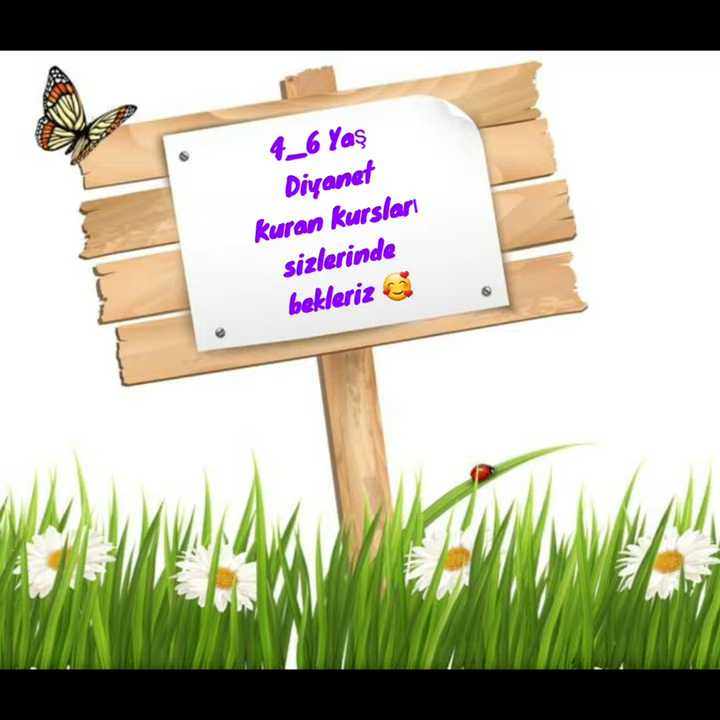 4_6 Yaş
Diyanet
kuran kursları
sizlerinde
bekleriz 🥰